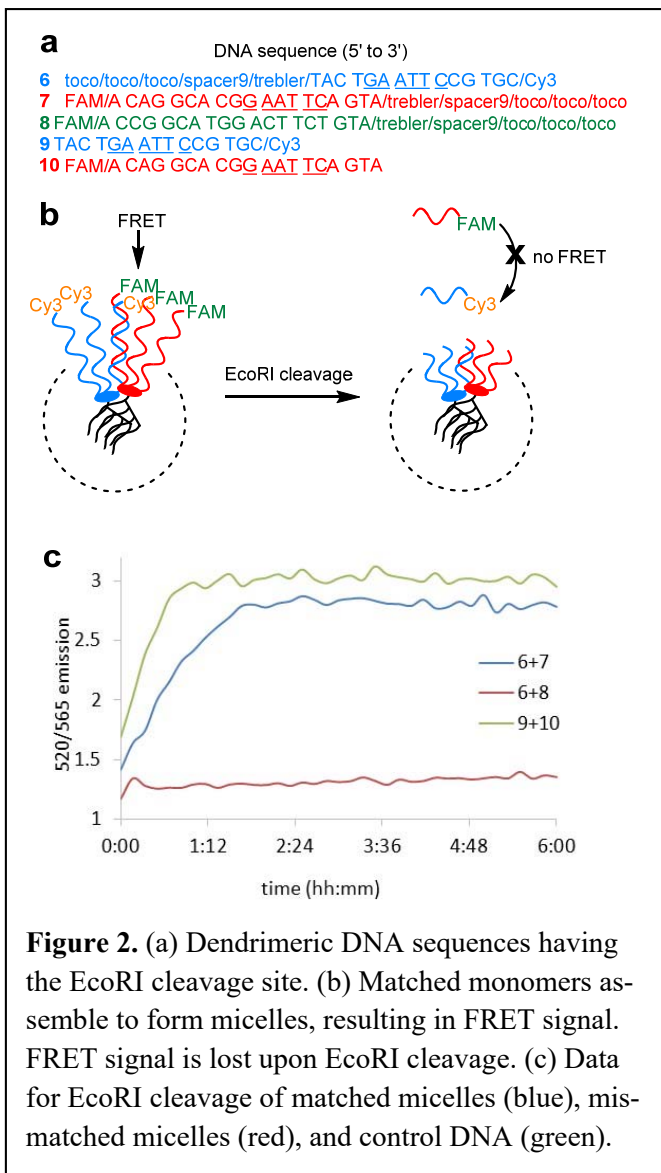 a
DNA sequence (5' to 3')
6 toco/toco/toco/spacer9/trebler/TAC TGA ATTC CG TGC/Cy3
7 FAM/A CAG GCA CGG AAT TCA GTA/trebler/spacer9/toco/toco/toco
8 FAM/A CCG GCA TGG ACT TCT GTA/trebler/spacer9/toco/toco/toco
9 TAC TGA ATT CCG TGC/Cy3
10 FAM/A CAG GCA CGG AAT TCA GTA
b
FRET
FAM
Cy3 Cy3 Cy3 FAM
FAM
EcoRI cleavage
FAM
X no FRET
Cy3
c
520/565 emission
3
2.5
2
1.5
1
6+7
6+8
9+10
0:00 1:12 2:24 3:36 4:48 6:00
time (hh:mm)
Figure 2. (a) Dendrimeric DNA sequences having
the EcoRI cleavage site. (b) Matched monomers as-
semble to form micelles, resulting in FRET signal.
FRET signal is lost upon EcoRI cleavage. (c) Data
for EcoRI cleavage of matched micelles (blue), mis-
matched micelles (red), and control DNA (green).